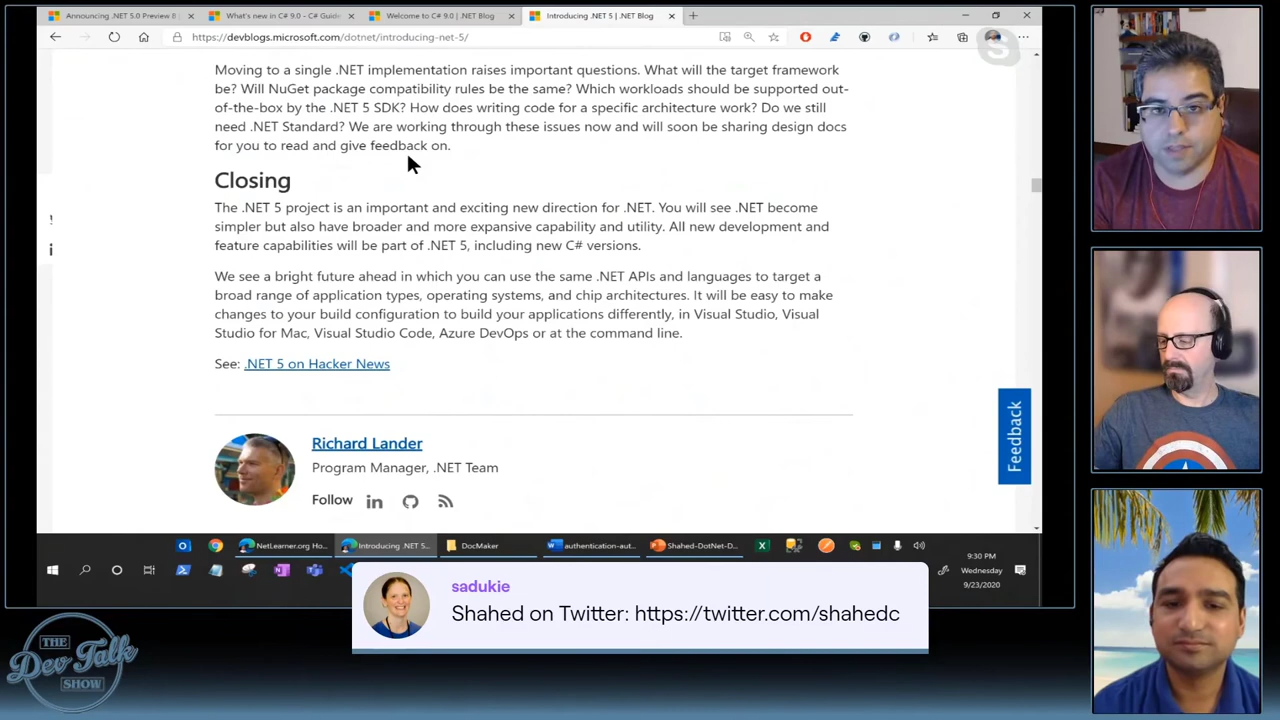 Announcing .NET 5.0 Preview 8
What's new in C# 9.0 - C# Guide
Welcome to C# 9.0 | .NET Blog
Introducing .NET 5 | .NET Blog
https://devblogs.microsoft.com/dotnet/introducing-net-5/
Moving to a single .NET implementation raises important questions. What will the target framework
be? Will NuGet package compatibility rules be the same? Which workloads should be supported out-
of-the-box by the .NET 5 SDK? How does writing code for a specific architecture work? Do we still
need .NET Standard? We are working through these issues now and will soon be sharing design docs
for you to read and give feedback on.
Closing
The .NET 5 project is an important and exciting new direction for .NET. You will see .NET become
simpler but also have broader and more expansive capability and utility. All new development and
feature capabilities will be part of .NET 5, including new C# versions.
We see a bright future ahead in which you can use the same .NET APIs and languages to target a
broad range of application types, operating systems, and chip architectures. It will be easy to make
changes to your build configuration to build your applications differently, in Visual Studio, Visual
Studio for Mac, Visual Studio Code, Azure DevOps or at the command line.
See: .NET 5 on Hacker News
Feedback
Richard Lander
Program Manager, .NET Team
Follow
NetLearner.org Ho...
Introducing .NET 5...
DocMaker
authentication-aut...
Shahed-DotNet-D...
9:30 PM
Wednesday
9/23/2020
sadukie
Shahed on Twitter: https://twitter.com/shahedc
THE
Dev Talk
SHOW